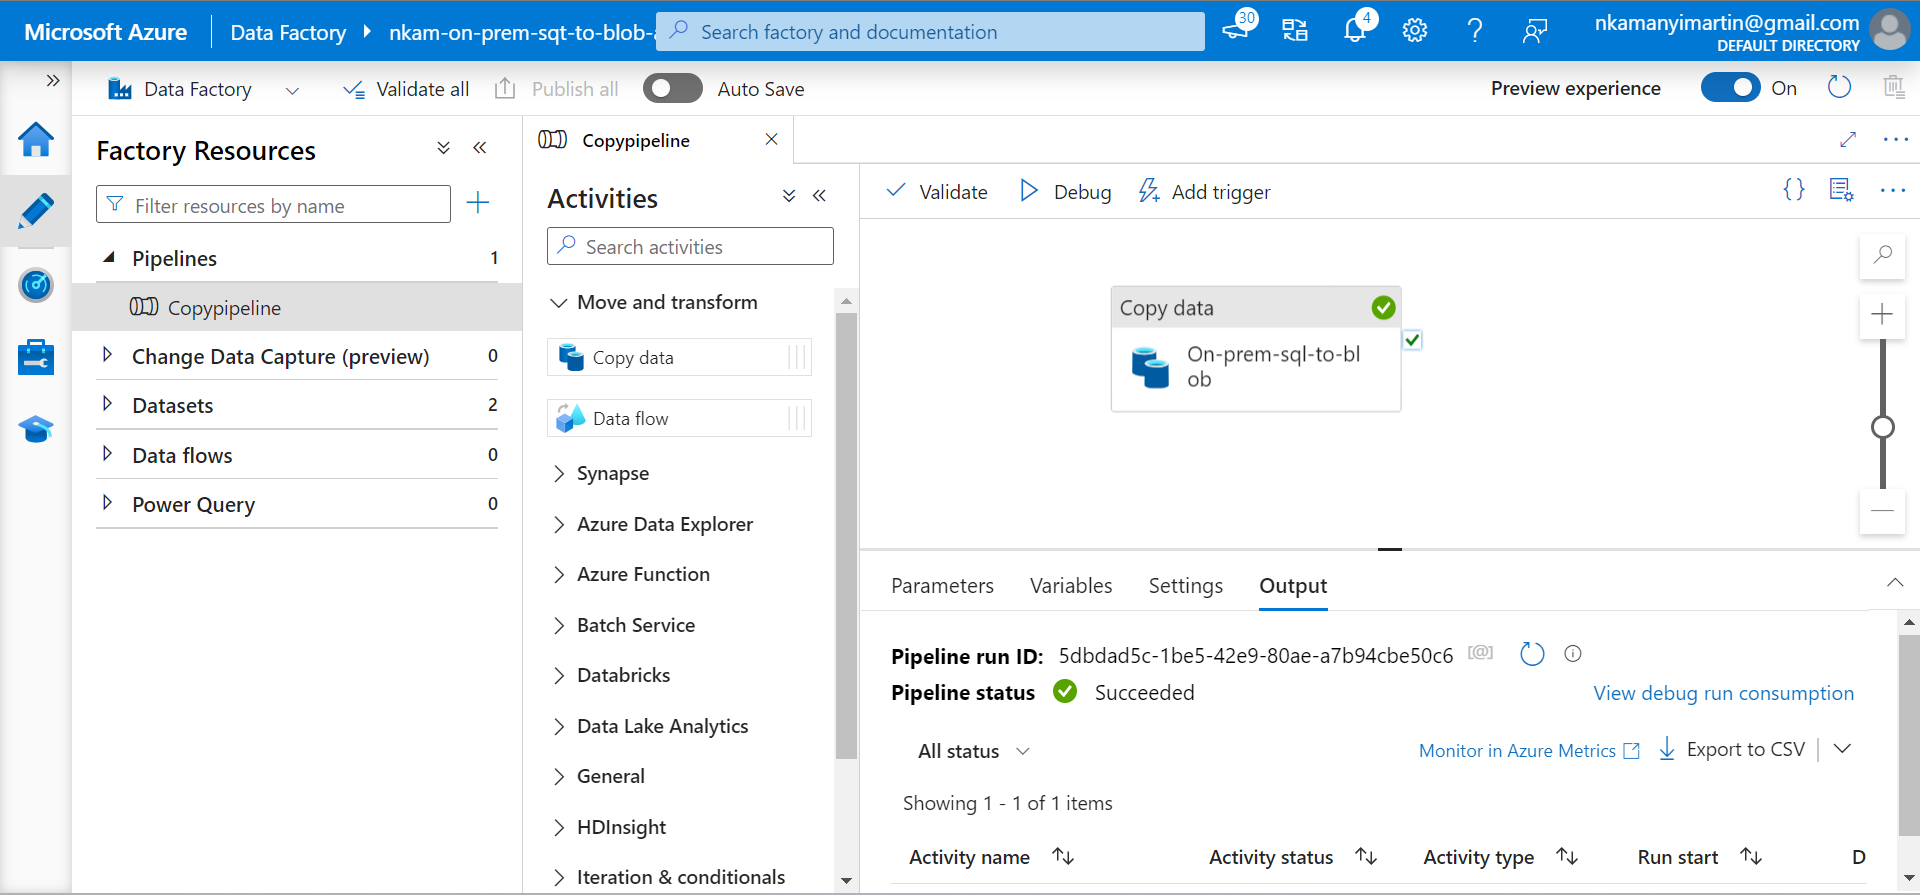 Microsoft Azure
Data Factory
nkam-on-prem-sqt-to-blob-
Search factory and documentation
30
4
nkamanyimartin@gmail.com
DEFAULT DIRECTORY
Data Factory
Validate all
Publish all
Auto Save
Preview experience
On
Factory Resources
Filter resources by name
Pipelines 1
Copypipeline
Change Data Capture (preview) 0
Datasets 2
Data flows 0
Power Query 0
Copypipeline
Activities
Search activities
Move and transform
Copy data
Data flow
Synapse
Azure Data Explorer
Azure Function
Batch Service
Databricks
Data Lake Analytics
General
HDInsight
Iteration & conditionals
Validate
Debug
Add trigger
{}
Copy data
On-prem-sql-to-bl
ob
Parameters
Variables
Settings
Output
Pipeline run ID: 5dbdad5c-1be5-42e9-80ae-a7b94cbe50c6 [@]
Pipeline status Succeeded
View debug run consumption
All status
Monitor in Azure Metrics
Export to CSV
Showing 1 - 1 of 1 items
Activity name Activity status Activity type Run start D